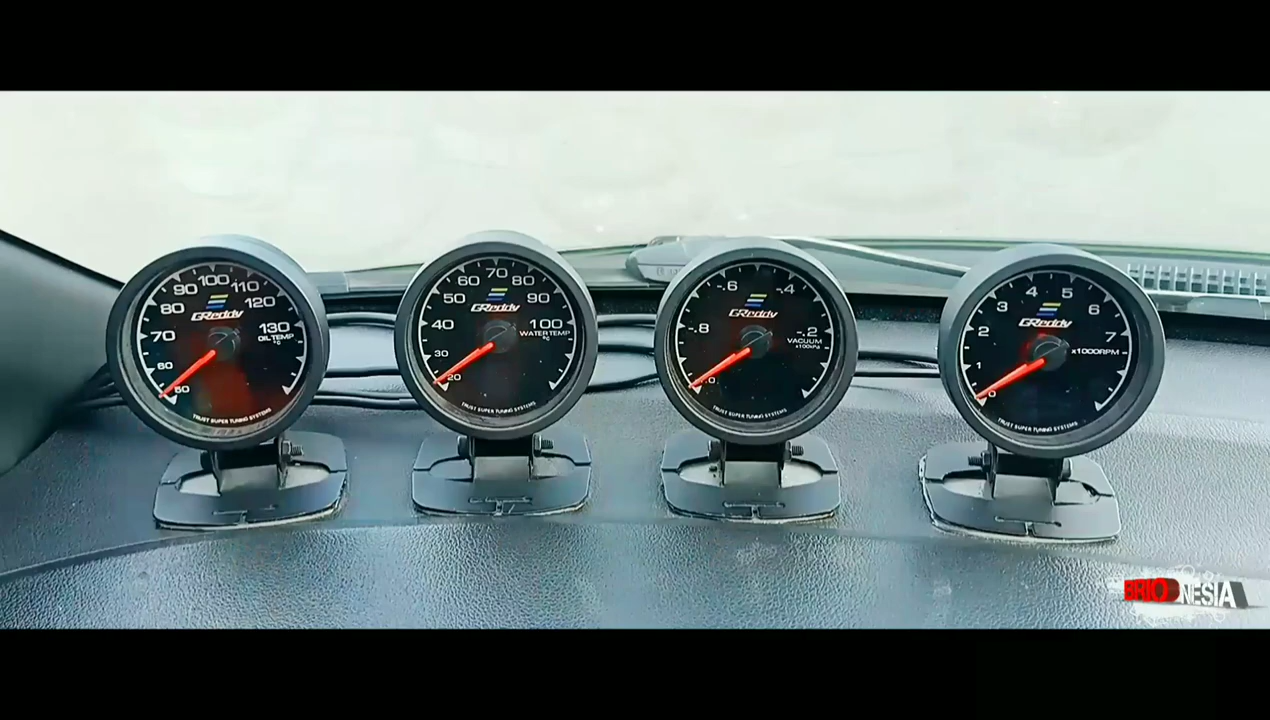 50
60
70
80
90
100
110
120
130
GReddy
OIL TEMP
°C
TRUST SUPER TUNING SYSTEMS
20
30
40
50
60
70
80
90
100
GReddy
WATER TEMP
°C
TRUST SUPER TUNING SYSTEMS
-.8
-.6
-.4
-.2
GReddy
VACUUM
x100kPa
TRUST SUPER TUNING SYSTEMS
0
1
2
3
4
5
6
7
GReddy
x1000RPM
TRUST SUPER TUNING SYSTEMS
BRIONESIA